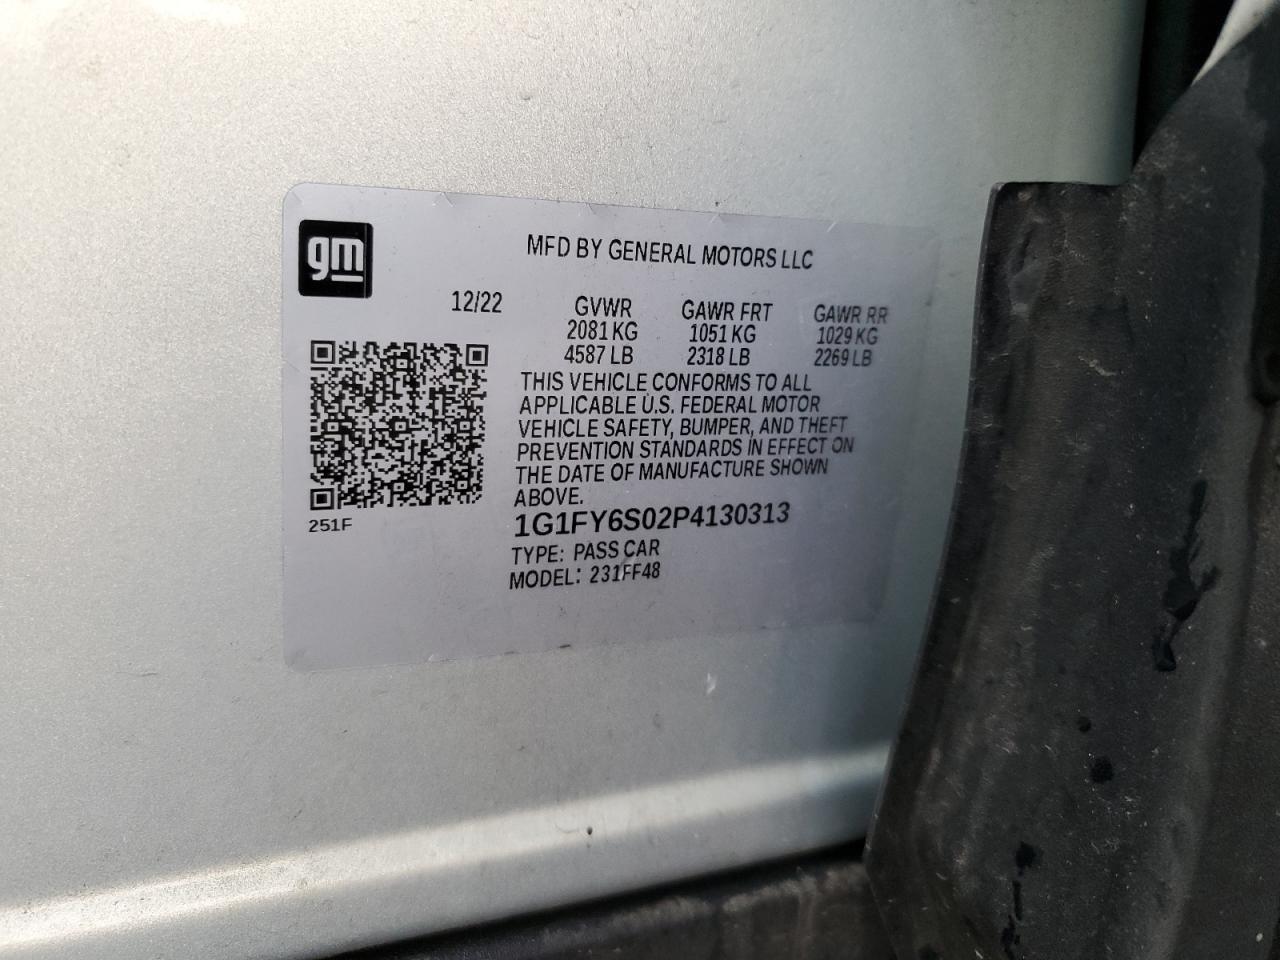 gm
MFD BY GENERAL MOTORS LLC
12/22 GVWR GAWR FRT GAWR RR
2081 KG 1051 KG 1029 KG
4587 LB 2318 LB 2269 LB
THIS VEHICLE CONFORMS TO ALL
APPLICABLE U.S. FEDERAL MOTOR
VEHICLE SAFETY, BUMPER, AND THEFT
PREVENTION STANDARDS IN EFFECT ON
THE DATE OF MANUFACTURE SHOWN
ABOVE.
251F
1G1FY6S02P4130313
TYPE: PASS CAR
MODEL: 231FF48